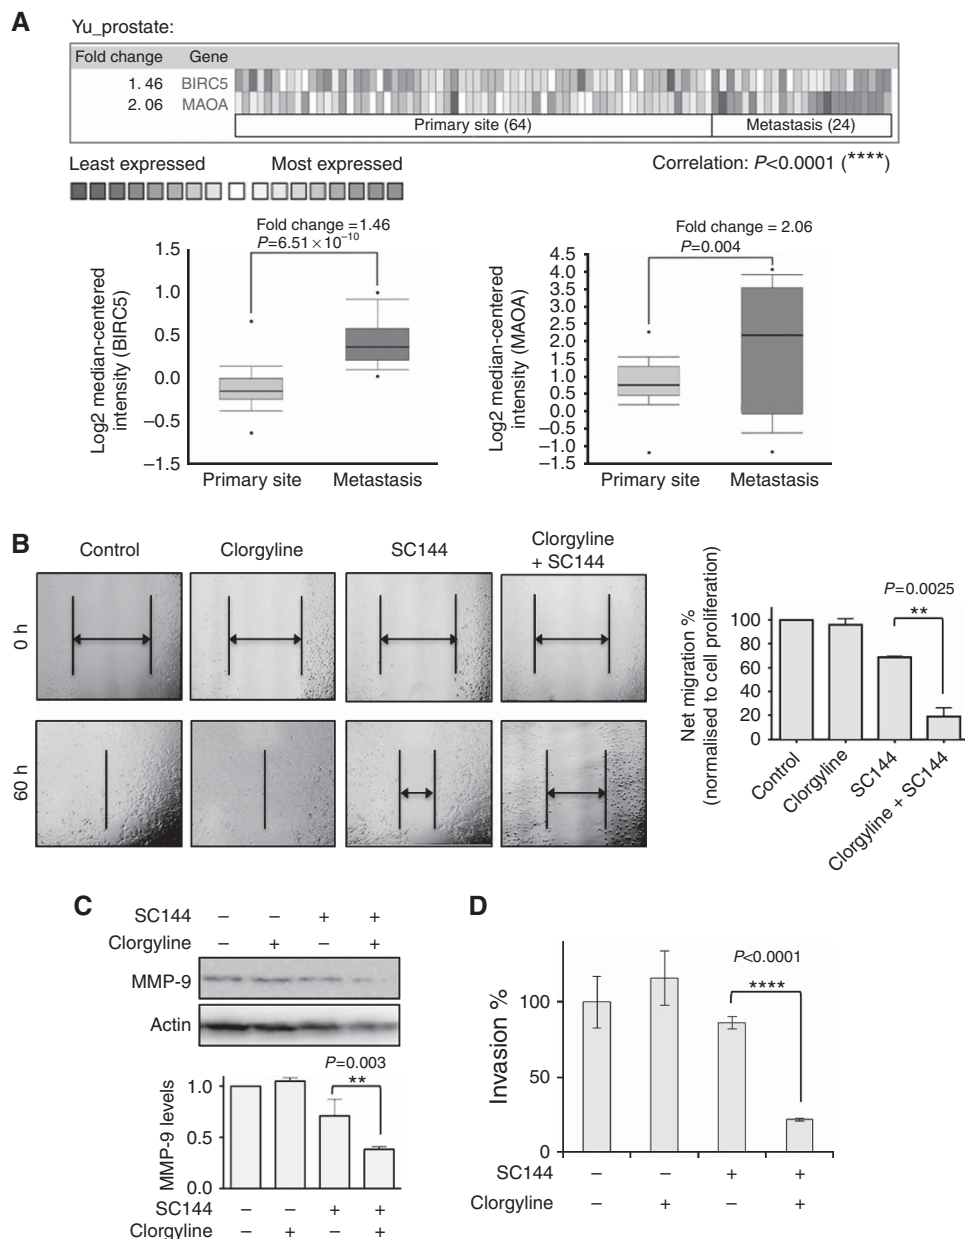 A
Yu_prostate:
Fold change Gene
1. 46 BIRC5
2. 06 MAOA
Primary site (64) Metastasis (24)
Least expressed Most expressed
Correlation: P<0.0001 (****)
Fold change =1.46
P=6.51×10–10
1.5
1.0
0.5
0.0
–0.5
–1.5
Log2 median-centered
intensity (BIRC5)
Primary site Metastasis
Fold change = 2.06
P=0.004
4.5
4.0
3.5
3.0
2.5
2.0
1.5
1.0
0.5
0.0
–0.5
–1.0
–1.5
Log2 median-centered
intensity (MAOA)
Primary site Metastasis
B
Control Clorgyline SC144 Clorgyline
+ SC144
0 h
60 h
P=0.0025
**
100
80
60
40
20
0
Net migration %
(normalised to cell proliferation)
Control
Clorgyline
SC144
Clorgyline + SC144
C
SC144 – – + +
Clorgyline – + – +
MMP-9
Actin
P=0.003
**
1.0
0.5
0.0
MMP-9 levels
SC144 – – + +
Clorgyline – + – +
D
P<0.0001
****
100
50
0
Invasion %
SC144 – – + +
Clorgyline – + – +